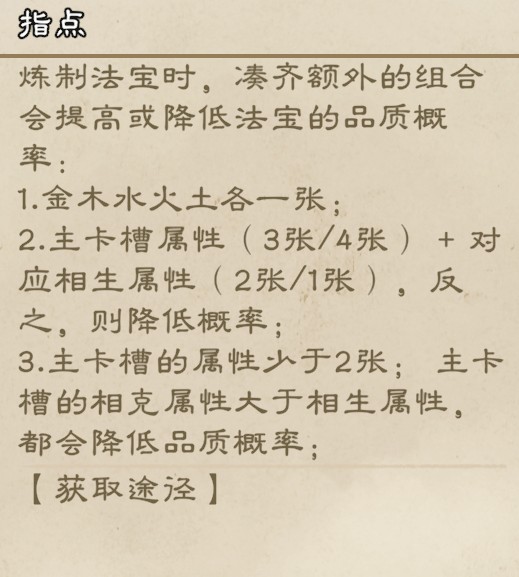 指点
炼制法宝时，凑齐额外的组合
会提高或降低法宝的品质概
率：
1.金木水火土各一张；
2.主卡槽属性（3张/4张）+对
应相生属性（2张/1张），反
之，则降低概率；
3.主卡槽的属性少于2张； 主卡
槽的相克属性大于相生属性，
都会降低品质概率；
【获取途径】